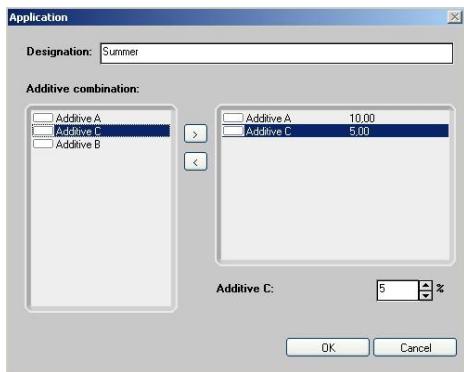 Application
Designation: Summer
Additive combination:
Additive A
Additive C
Additive B
>
<
Additive A 10,00
Additive C 5,00
Additive C: 5 %
OK Cancel